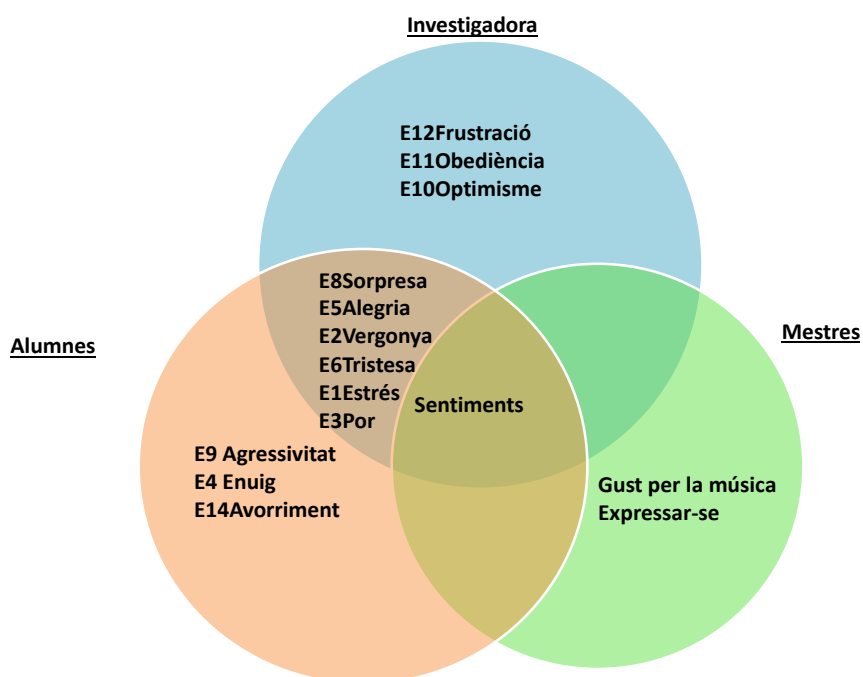 Investigadora
E12Frustració
E11Obediència
E10Optimisme
E8Sorpresa
E5Alegria
E2Vergonya
E6Tristesa
E1Estrés
E3Por
Alumnes
Mestres
Sentiments
E9 Agressivitat
E4 Enuig
E14Avorriment
Gust per la música
Expressar-se